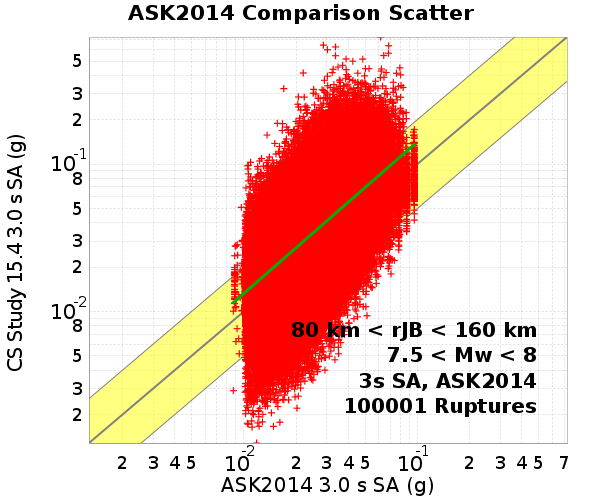 ASK2014 Comparison Scatter
CS Study 15.4 3.0 s SA (g)
5
3
2
10-1
8
5
3
2
10-2
8
5
3
2
80 km < rJB < 160 km
7.5 < Mw < 8
3s SA, ASK2014
100001 Ruptures
2 3 4 5 10-2 2 3 4 5 10-1 2 3 4 5 7
ASK2014 3.0 s SA (g)